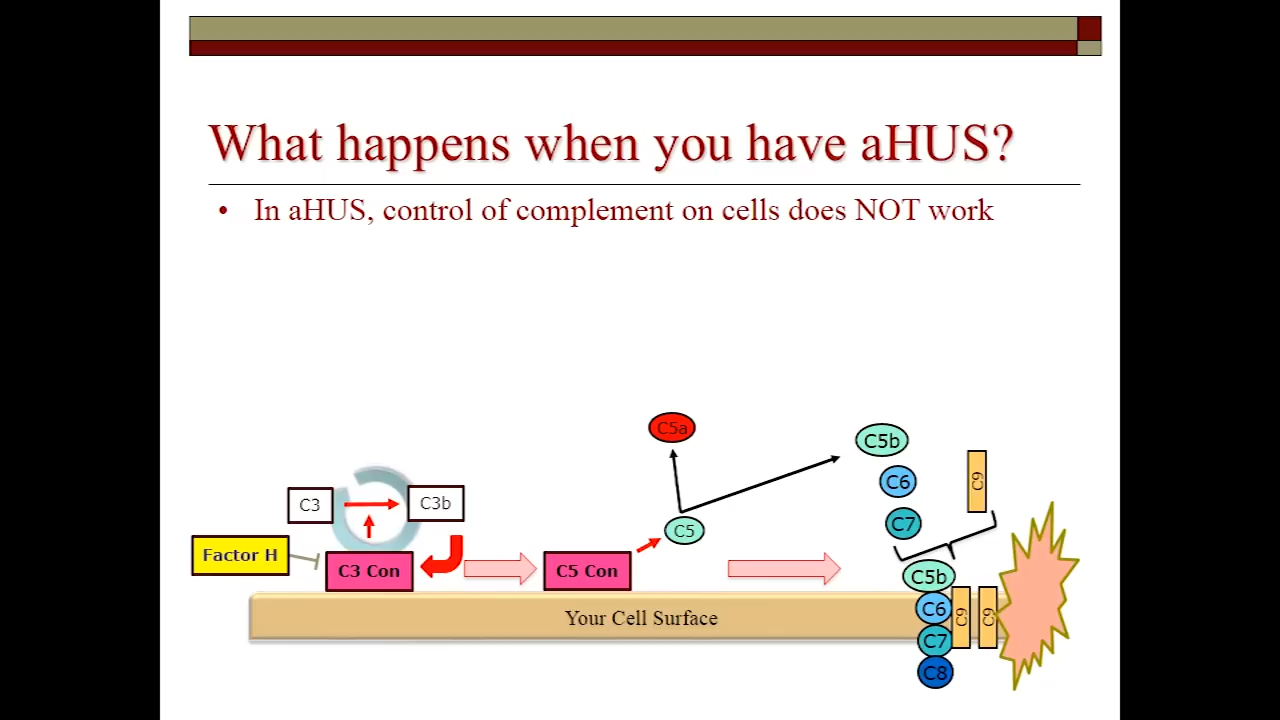 What happens when you have aHUS?
• In aHUS, control of complement on cells does NOT work
C5a
C5b
C6
C9
C3
C3b
C7
C5
Factor H
C3 Con
C5 Con
C5b
Your Cell Surface
C6
C9
C9
C7
C8